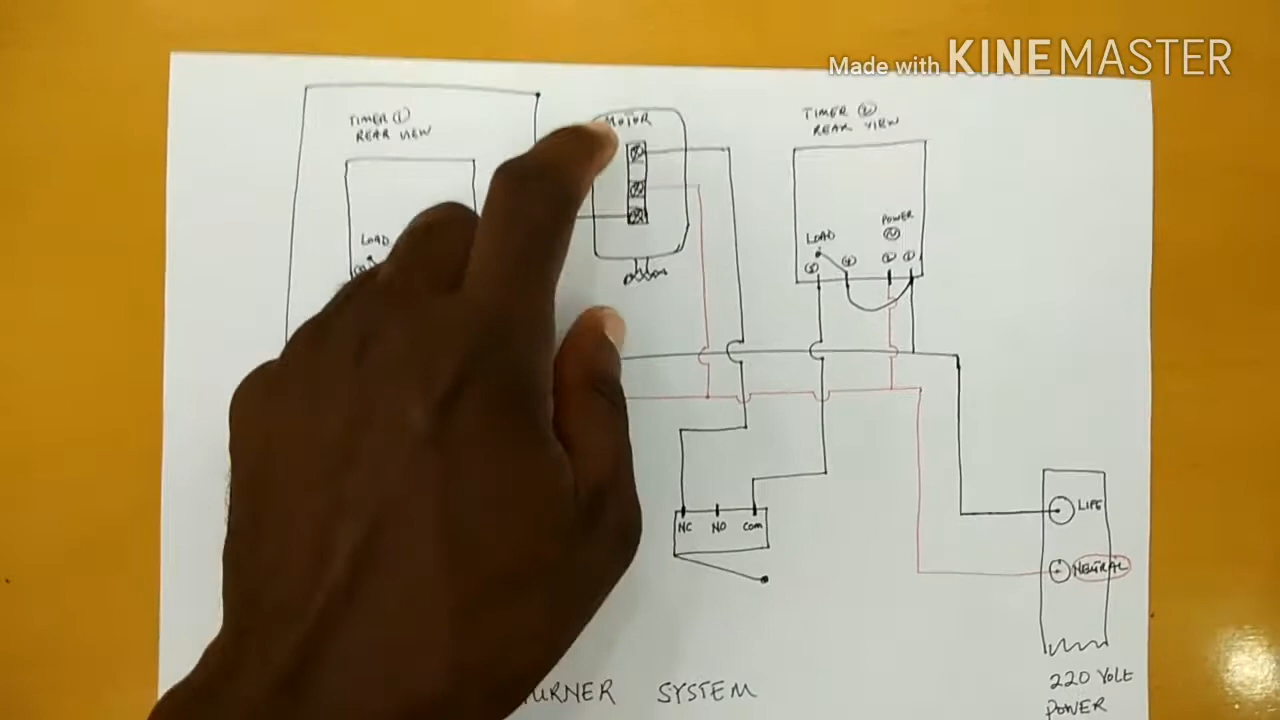 Made with KINEMASTER
TIMER ①
REAR VIEW
MOTOR
TIMER ②
REAR VIEW
LOAD
LOAD
POWER
NC NO COM
LIFE
NEUTRAL
TURNER SYSTEM
220 VOLT
POWER